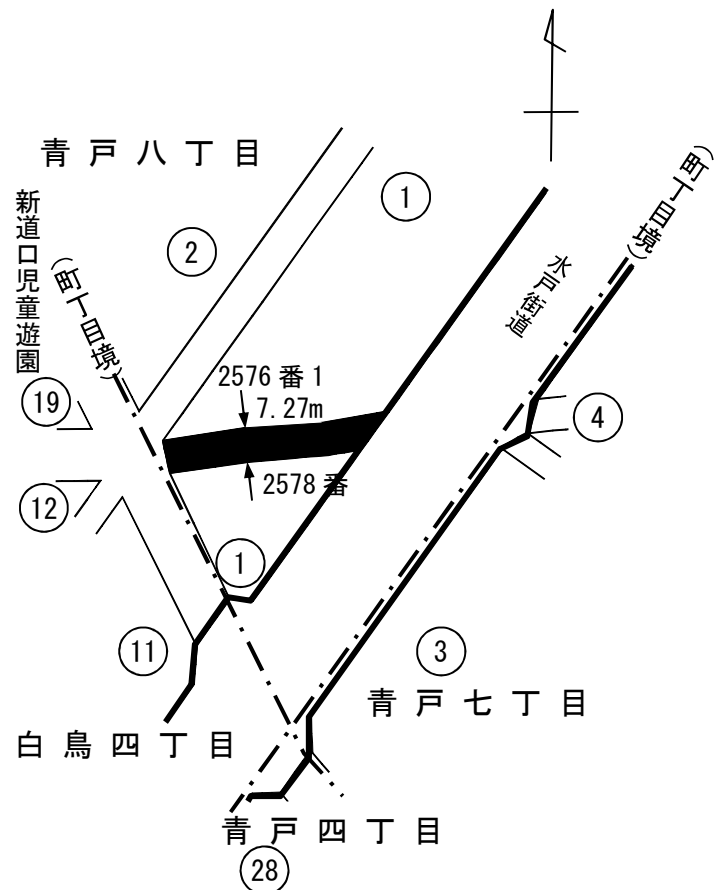 青戸八丁目
①
②
新道口児童遊園
(町丁目境)
(町丁目境)
水戸街道
2576番1
7.27m
2578番
⑲
⑫
④
①
⑪
③
青戸七丁目
白鳥四丁目
青戸四丁目
㉘